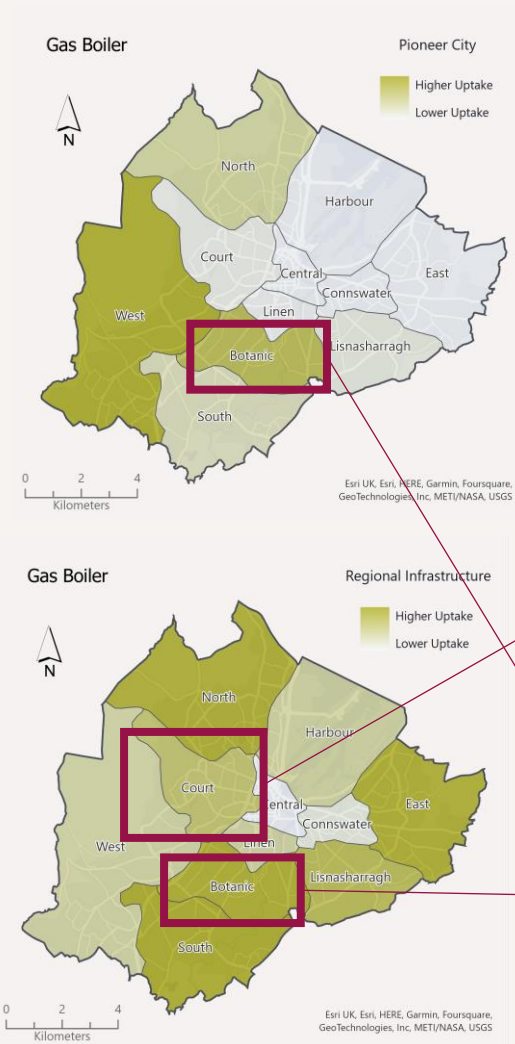 Gas Boiler
Pioneer City
Higher Uptake
Lower Uptake
N
North
Harbour
Court
Central
East
Connswater
West
Linen
Botanic
Lisnasharragh
South
0 2 4
Kilometers
Esri UK, Esri, HERE, Garmin, Foursquare,
GeoTechnologies, Inc, METI/NASA, USGS
Gas Boiler
Regional Infrastructure
Higher Uptake
Lower Uptake
N
North
Harbour
Court
Central
East
Connswater
West
Linen
Botanic
Lisnasharragh
South
0 2 4
Kilometers
Esri UK, Esri, HERE, Garmin, Foursquare,
GeoTechnologies, Inc, METI/NASA, USGS